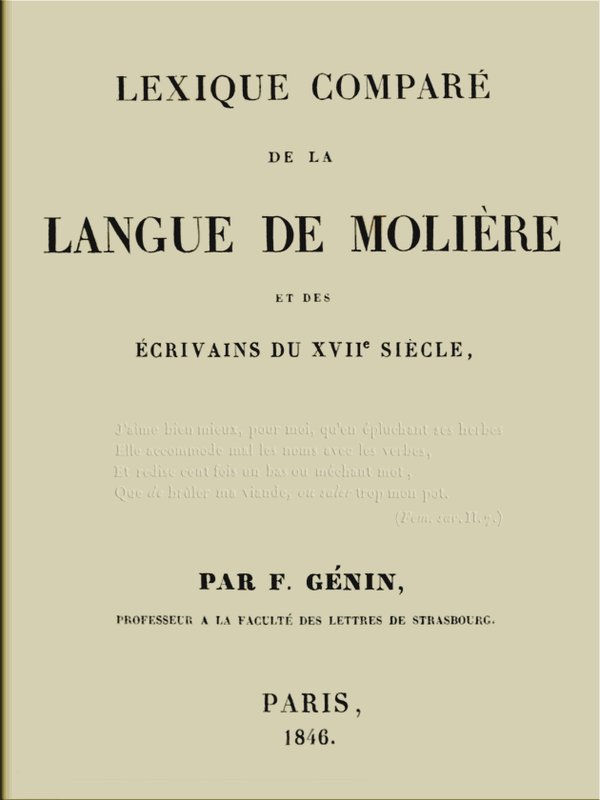 LEXIQUE COMPARÉ
DE LA
LANGUE DE MOLIÈRE
ET DES
ÉCRIVAINS DU XVIIe SIÈCLE,
J'aime bien mieux, pour moi, qu'en épluchant ses herbes
Elle accommode mal les noms avec les verbes,
Et redise cent fois un bas ou méchant mot,
Que de brûler ma viande, ou saler trop mon pot.
(Fem. sav. II. 7.)
PAR F. GÉNIN,
PROFESSEUR A LA FACULTÉ DES LETTRES DE STRASBOURG.
PARIS,
1846.